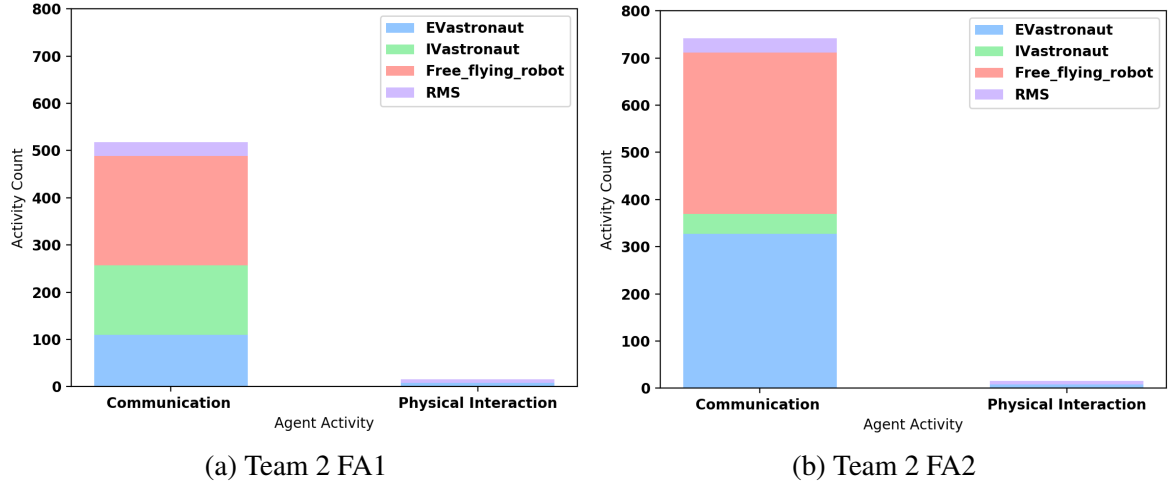 800
700
600
500
400
300
200
100
0
Activity Count
EVastronaut
IVastronaut
Free_flying_robot
RMS
Communication
Physical Interaction
Agent Activity
(a) Team 2 FA1
800
700
600
500
400
300
200
100
0
Activity Count
EVastronaut
IVastronaut
Free_flying_robot
RMS
Communication
Physical Interaction
Agent Activity
(b) Team 2 FA2